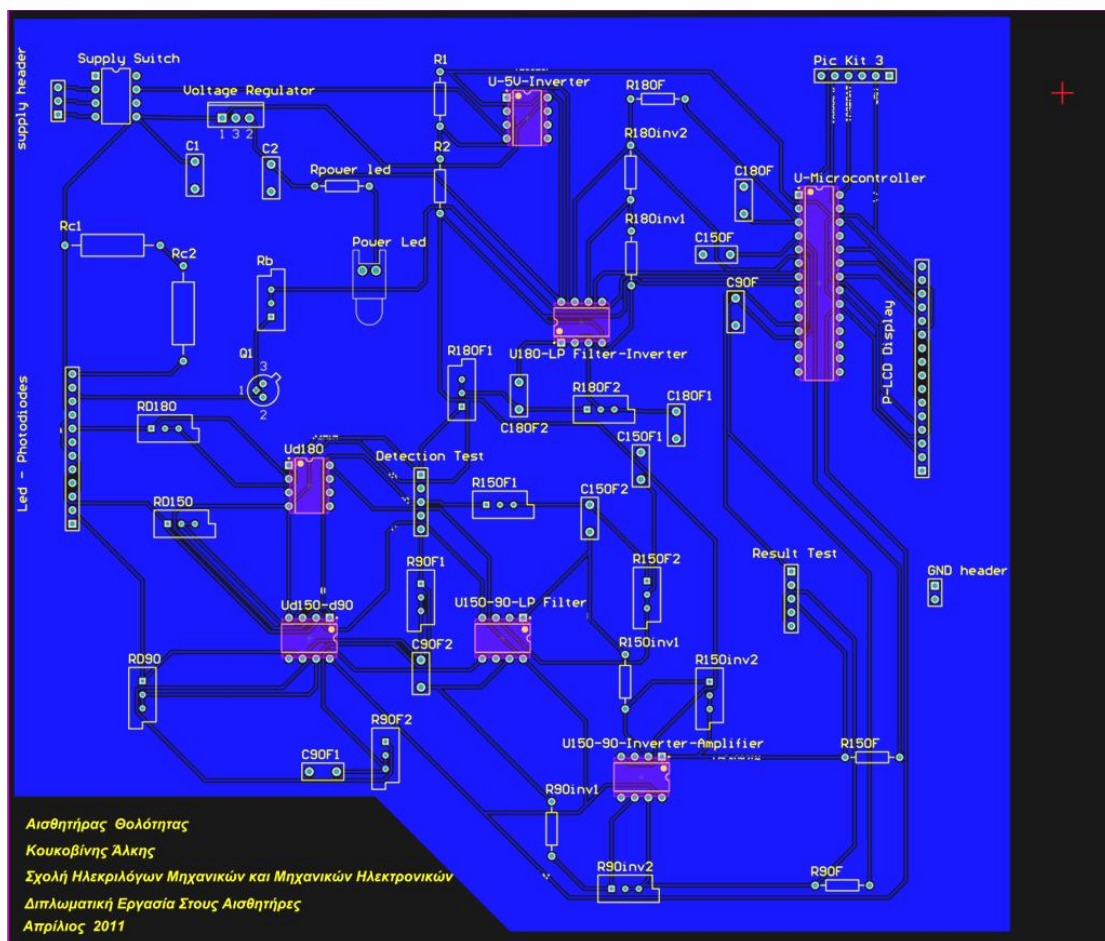 Supply Switch
supply header
Voltage Regulator
1 3 2
C1
C2
Rpower led
Power Led
R1
U-5V-Inverter
R2
R180F
R180inv2
R180inv1
Pic Kit 3
U-Microcontroller
C180F
C150F
C90F
P-LCD Display
Rc1
Rc2
Rb
Q1
3
1
2
U180-LP Filter-Inverter
R180F1
C180F2
R180F2
C180F1
C150F1
Led - Photodiodes
RD180
Ud180
Detection Test
R150F1
C150F2
RD150
R90F1
R150F2
Result Test
GND header
Ud150-d90
U150-90-LP Filter
C90F2
R150inv1
R150inv2
RD90
R90F2
C90F1
U150-90-Inverter-Amplifier
R150F
R90inv1
R90inv2
R90F
Αισθητήρας Θολότητας
Κουκοβίνης Άλκης
Σχολή Ηλεκριλόγων Μηχανικών και Μηχανικών Ηλεκτρονικών
Διπλωματική Εργασία Στους Αισθητήρες
Απρίλιος 2011